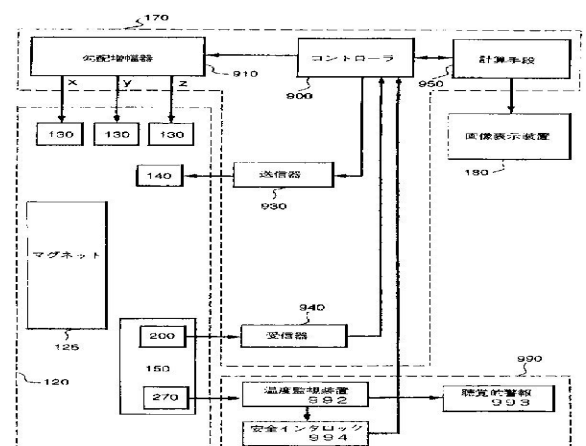 170
勾配増幅器
910
コントローラ
900
計算手段
950
x
y
z
130
130
130
画像表示装置
180
140
送信器
930
マグネット
125
940
200
受信器
150
120
990
270
温度監視装置
992
聴覚的警報
993
安全インタロック
994